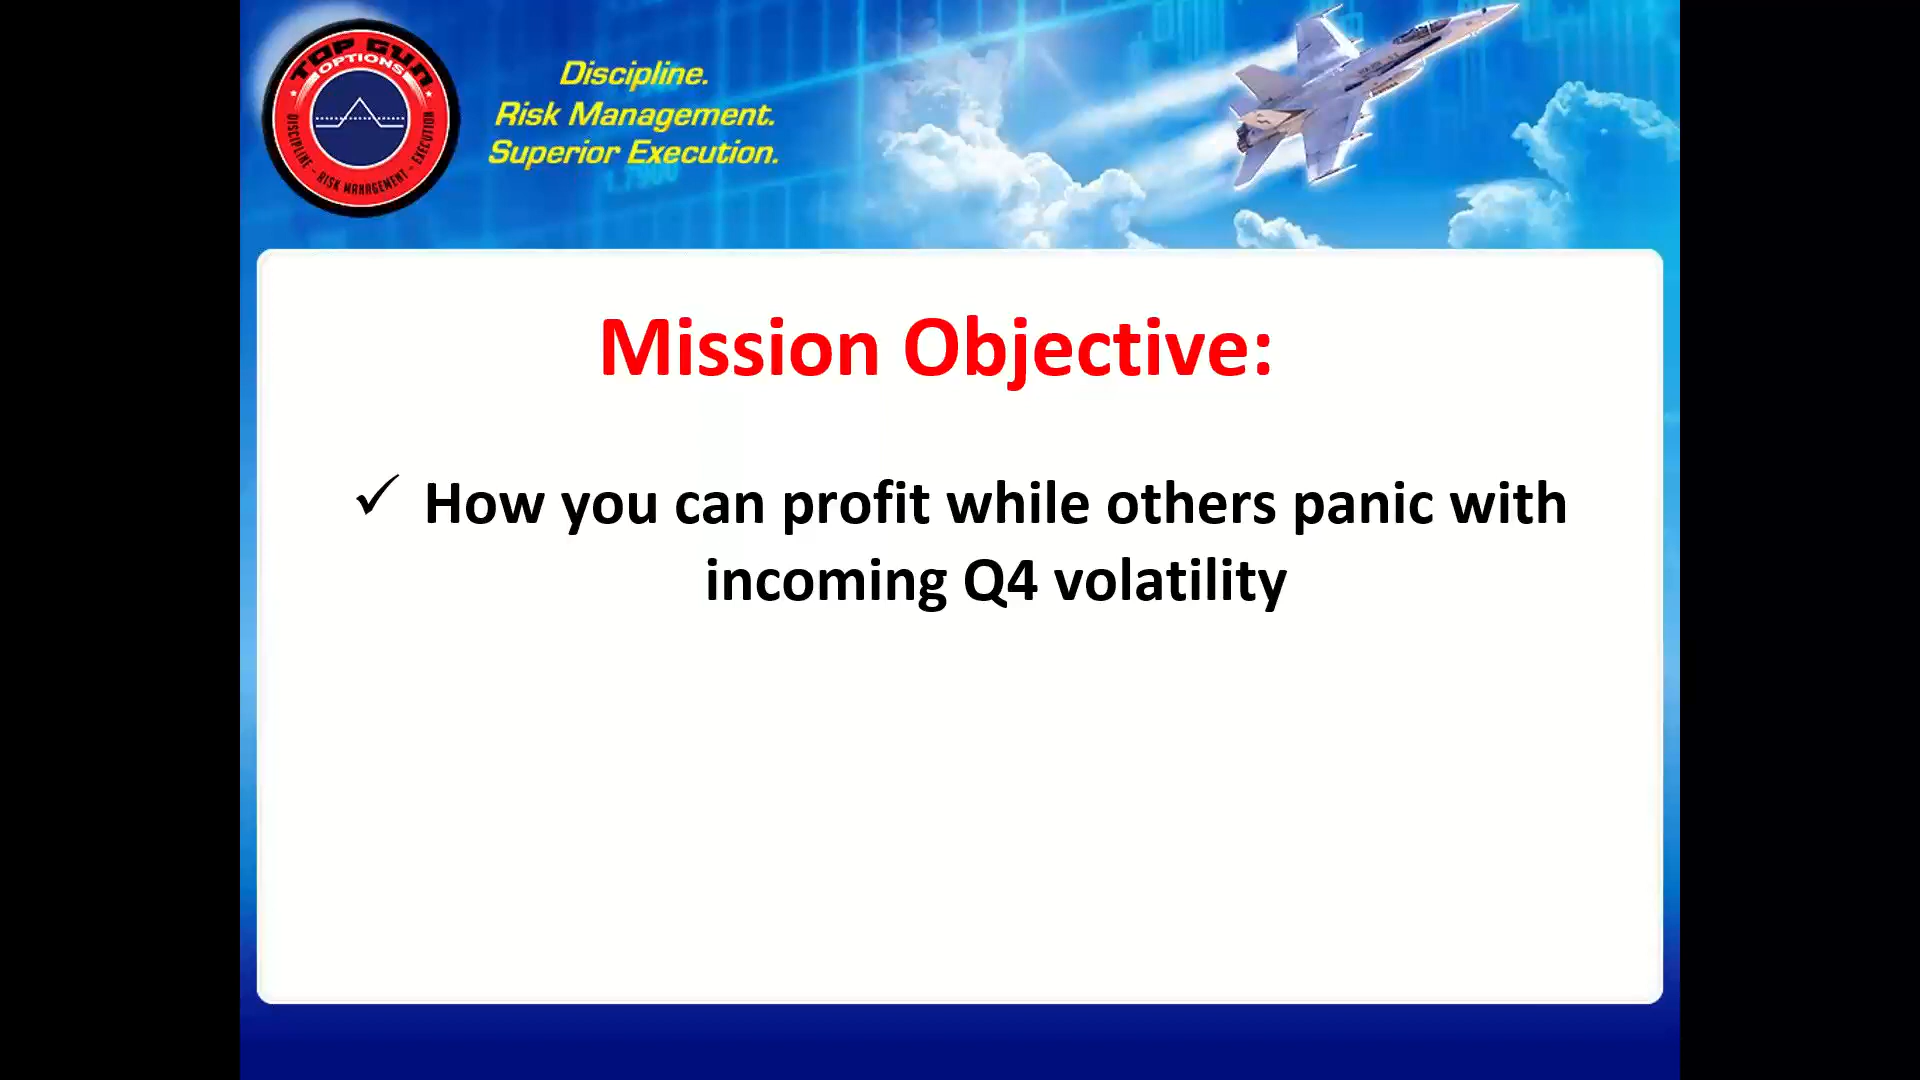 TOP GUN
OPTIONS
DISCIPLINE - RISK MANAGEMENT - EXECUTION
Discipline.
Risk Management.
Superior Execution.
Mission Objective:
✓ How you can profit while others panic with
incoming Q4 volatility